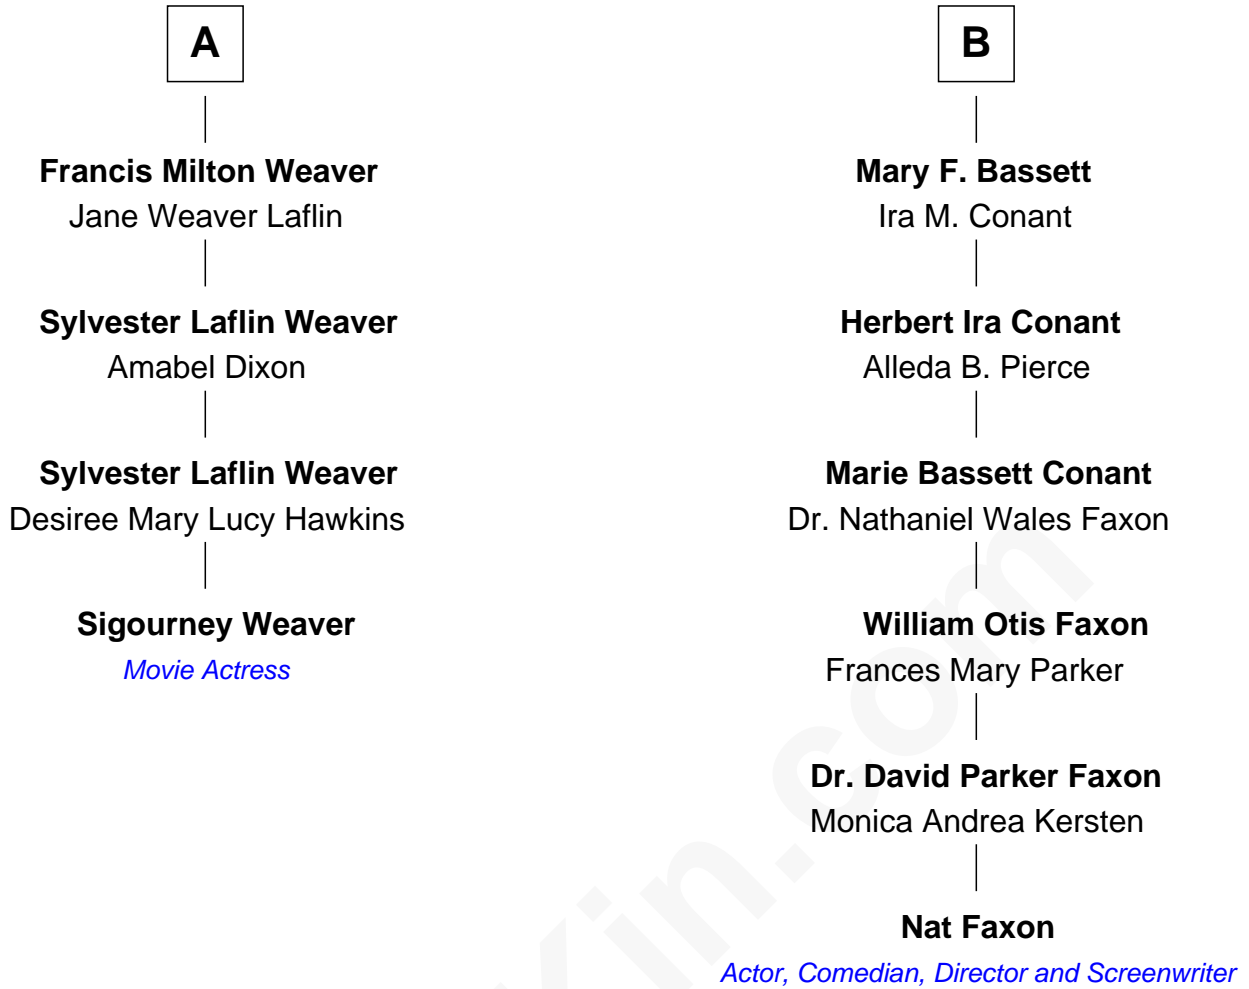 A
Francis Milton Weaver
Jane Weaver Laflin
Sylvester Laflin Weaver
Amabel Dixon
Sylvester Laflin Weaver
Desiree Mary Lucy Hawkins
Sigourney Weaver
Movie Actress
B
Mary F. Bassett
Ira M. Conant
Herbert Ira Conant
Alleda B. Pierce
Marie Bassett Conant
Dr. Nathaniel Wales Faxon
William Otis Faxon
Frances Mary Parker
Dr. David Parker Faxon
Monica Andrea Kersten
Nat Faxon
Actor, Comedian, Director and Screenwriter
Kin.com